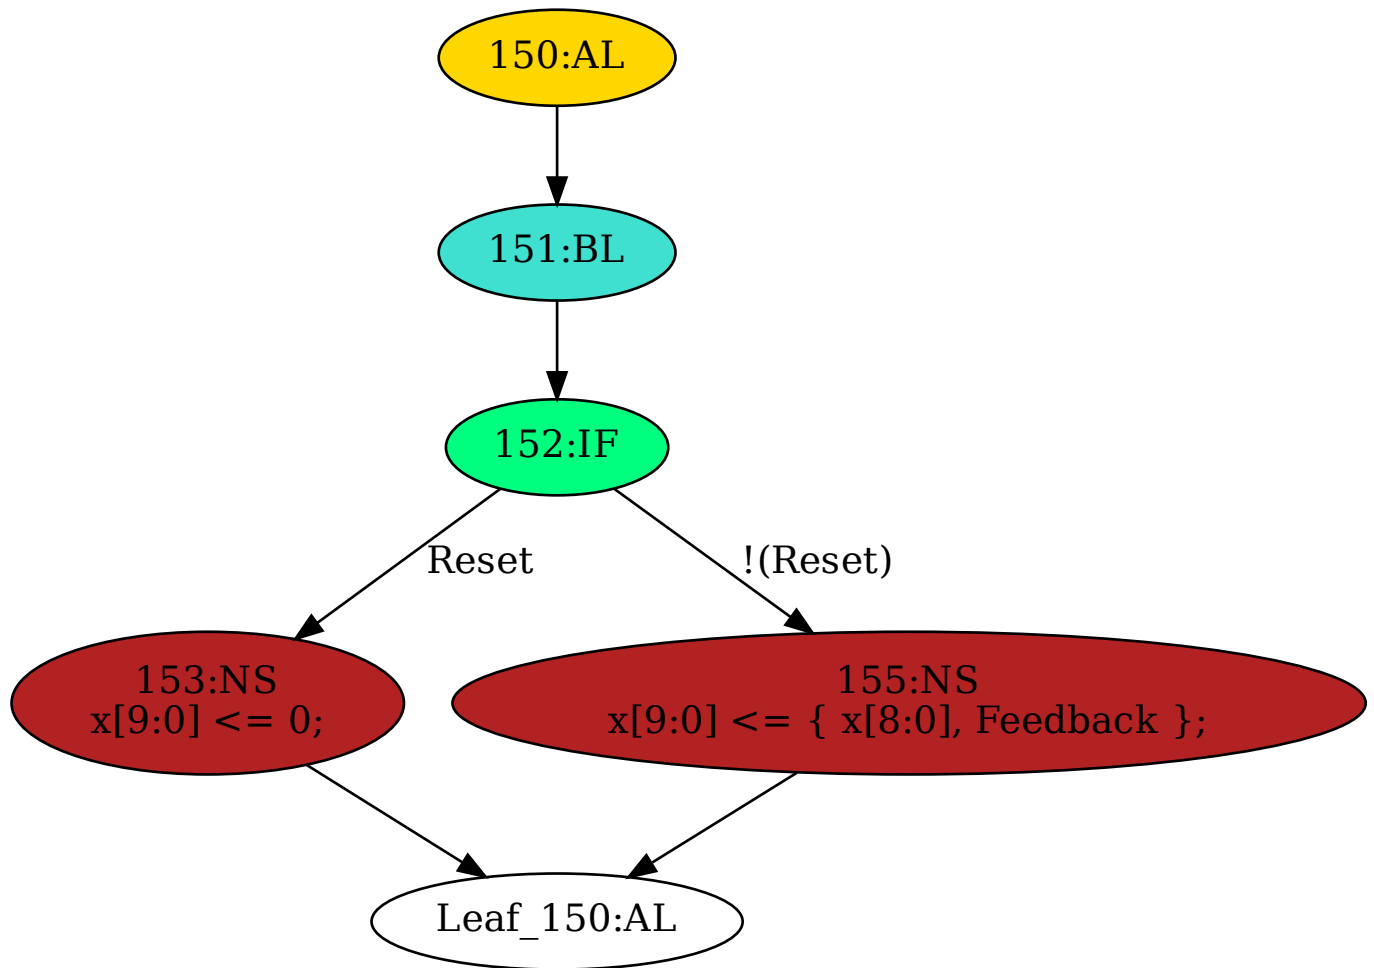 150:AL
151:BL
152:IF
Reset
!(Reset)
153:NS
x[9:0] <= 0;
155:NS
x[9:0] <= { x[8:0], Feedback };
Leaf_150:AL